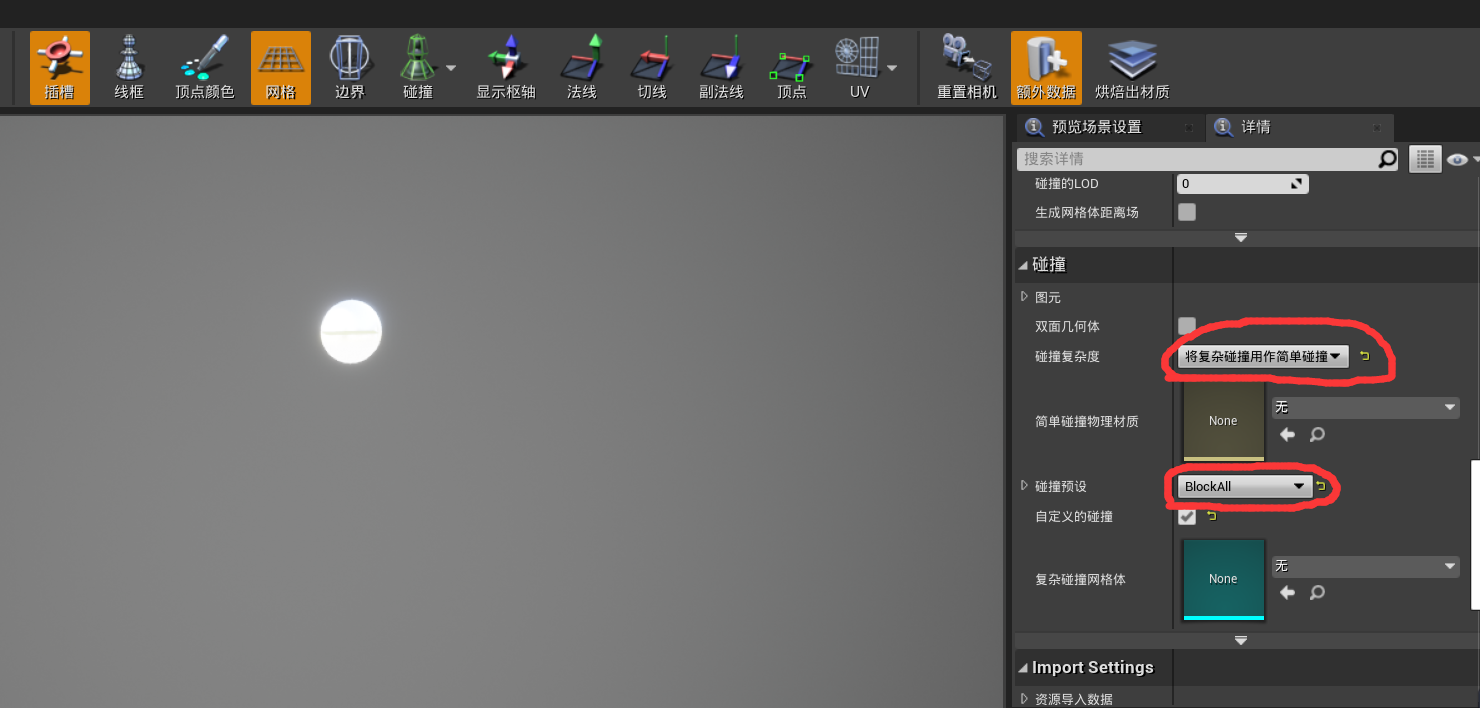 插槽 线框 顶点颜色 网格 边界 碰撞 显示枢轴 法线 切线 副法线 顶点 UV 重置相机 额外数据 烘焙出材质
预览场景设置 详情
搜索详情
碰撞的LOD 0
生成网格体距离场
碰撞
图元
双面几何体
碰撞复杂度 将复杂碰撞用作简单碰撞
简单碰撞物理材质 None 无
碰撞预设 BlockAll
自定义的碰撞
复杂碰撞网格体 None 无
Import Settings
资源导入数据